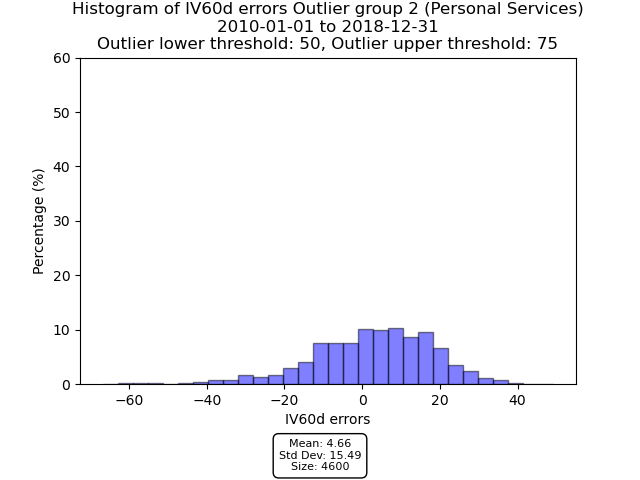 Histogram of IV60d errors Outlier group 2 (Personal Services)
2010-01-01 to 2018-12-31
Outlier lower threshold: 50, Outlier upper threshold: 75
60
50
40
30
20
10
0
Percentage (%)
−60
−40
−20
0
20
40
IV60d errors
Mean: 4.66
Std Dev: 15.49
Size: 4600